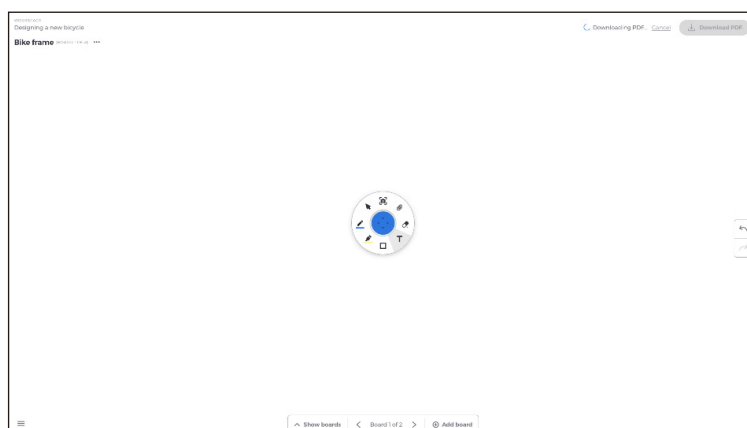 Designing a new bicycle
Downloading PDF. Cancel
Download PDF
Bike frame
T
Show boards
Board 1 of 2
Add board